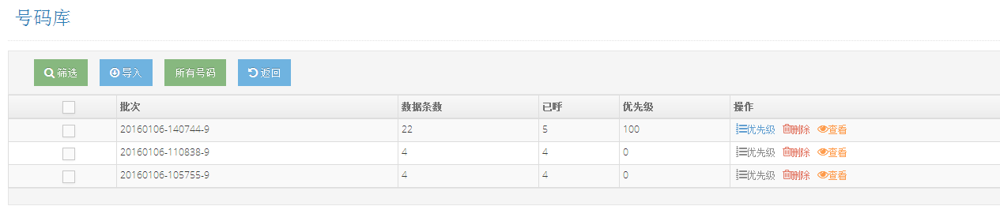 号码库
筛选 导入 所有号码 返回
批次 数据条数 已呼 优先级 操作
20160106-140744-9 22 5 100 优先级 删除 查看
20160106-110838-9 4 4 0 优先级 删除 查看
20160106-105755-9 4 4 0 优先级 删除 查看